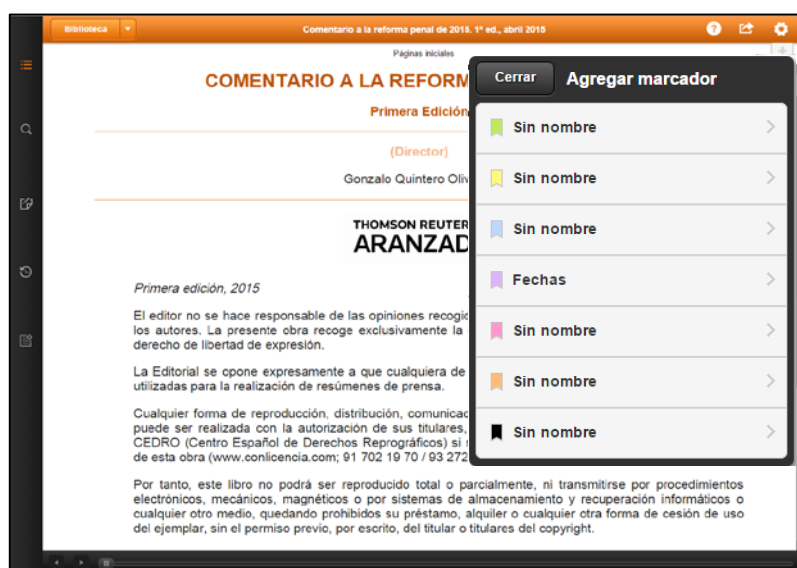 Biblioteca
Comentario a la reforma penal de 2015. 1ª ed., abril 2015
Páginas iniciales
COMENTARIO A LA REFORM
Primera Edición
(Director)
Gonzalo Quintero Oliv
THOMSON REUTER
ARANZAD
Primera edición, 2015
El editor no se hace responsable de las opiniones recogid
los autores. La presente obra recoge exclusivamente la
derecho de libertad de expresión.
La Editorial se opone expresamente a que cualquiera de
utilizadas para la realización de resúmenes de prensa.
Cualquier forma de reproducción, distribución, comunicac
puede ser realizada con la autorización de sus titulares,
CEDRO (Centro Español de Derechos Reprográficos) si
de esta obra (www.conlicencia.com; 91 702 19 70 / 93 272
Por tanto, este libro no podrá ser reproducido total o parcialmente, ni transmitirse por procedimientos
electrónicos, mecánicos, magnéticos o por sistemas de almacenamiento y recuperación informáticos o
cualquier otro medio, quedando prohibidos su préstamo, alquiler o cualquier otra forma de cesión de uso
del ejemplar, sin el permiso previo, por escrito, del titular o titulares del copyright.
Cerrar Agregar marcador
Sin nombre
Sin nombre
Sin nombre
Fechas
Sin nombre
Sin nombre
Sin nombre